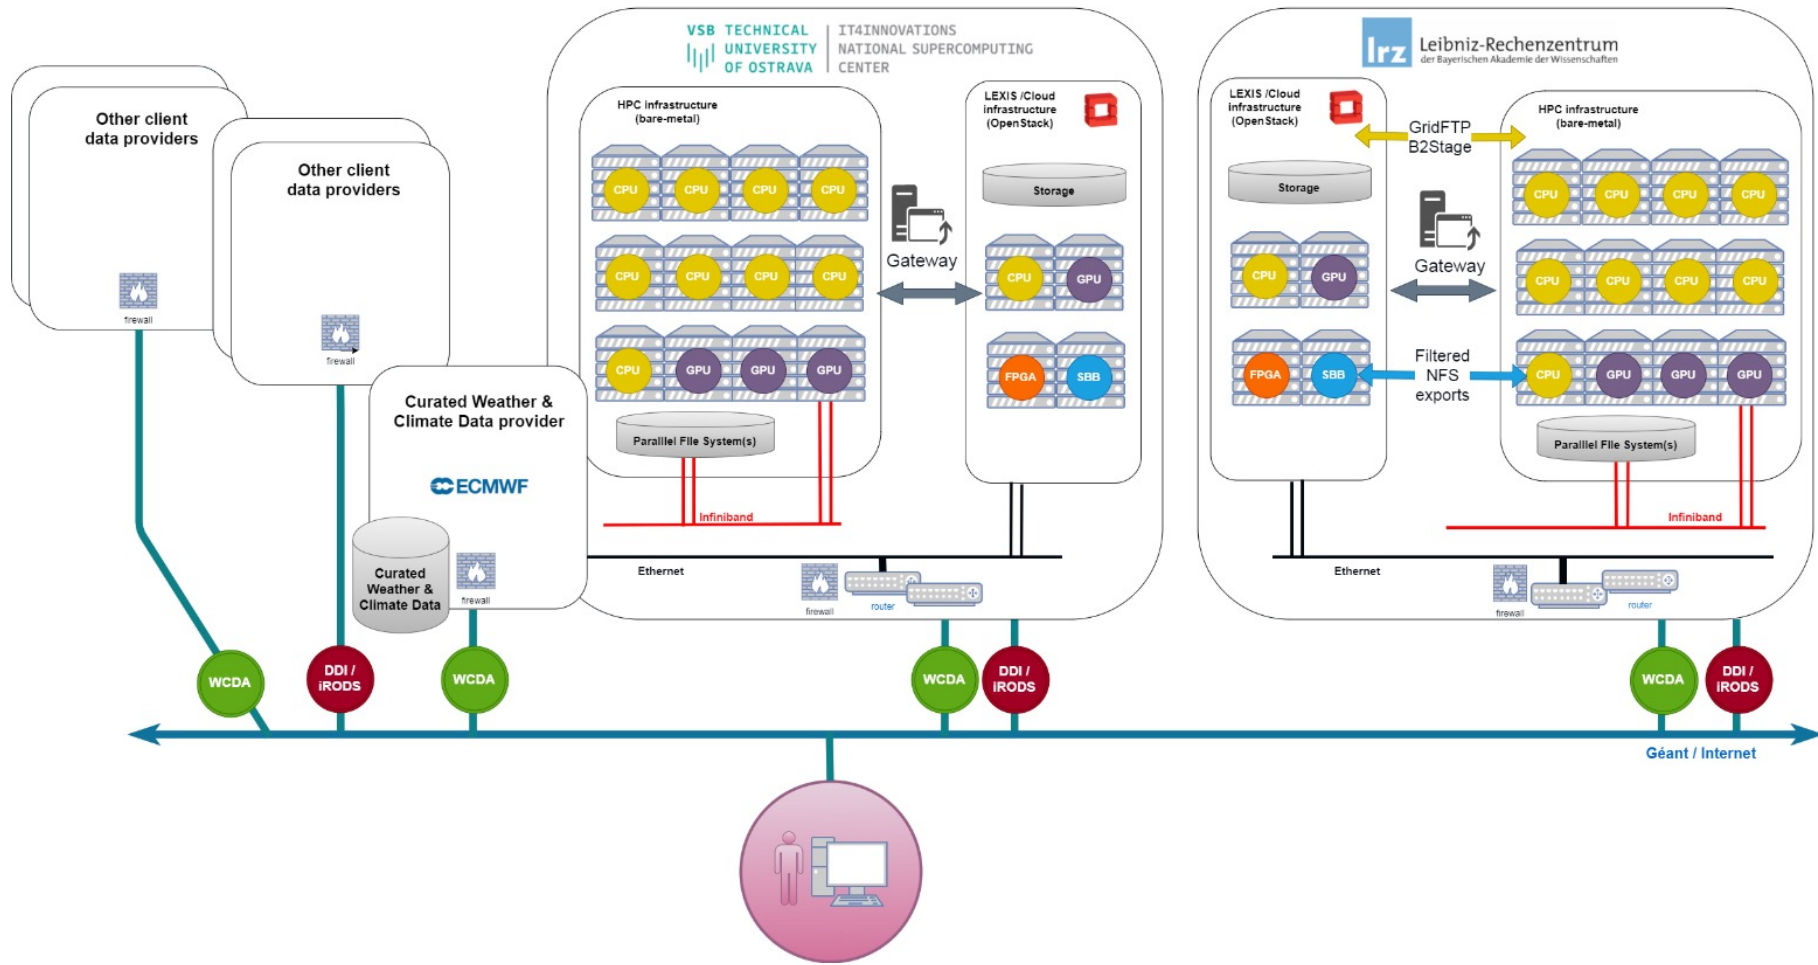 Other client
data providers
firewall
Other client
data providers
firewall
Curated Weather &
Climate Data provider
ECMWF
Curated
Weather &
Climate Data
firewall
VSB TECHNICAL
UNIVERSITY
OF OSTRAVA
IT4INNOVATIONS
NATIONAL SUPERCOMPUTING
CENTER
HPC infrastructure
(bare-metal)
CPU CPU CPU CPU
CPU CPU CPU CPU
CPU GPU GPU GPU
Paralllel FIle System(s)
Infiniband
Gateway
LEXIS /Cloud
infrastructure
(OpenStack)
Storage
CPU GPU
FPGA SBB
Ethernet
firewall
router
lrz
Leibniz-Rechenzentrum
der Bayerischen Akademie der Wissenschaften
LEXIS /Cloud
infrastructure
(OpenStack)
Storage
CPU GPU
FPGA SBB
GridFTP
B2Stage
Gateway
Filtered
NFS
exports
HPC infrastructure
(bare-metal)
CPU CPU CPU CPU
CPU CPU CPU CPU
CPU GPU GPU GPU
Paralllel FIle System(s)
Infiniband
Ethernet
firewall
router
WCDA
DDI /
iRODS
WCDA
WCDA
DDI /
iRODS
WCDA
DDI /
iRODS
Géant / Internet